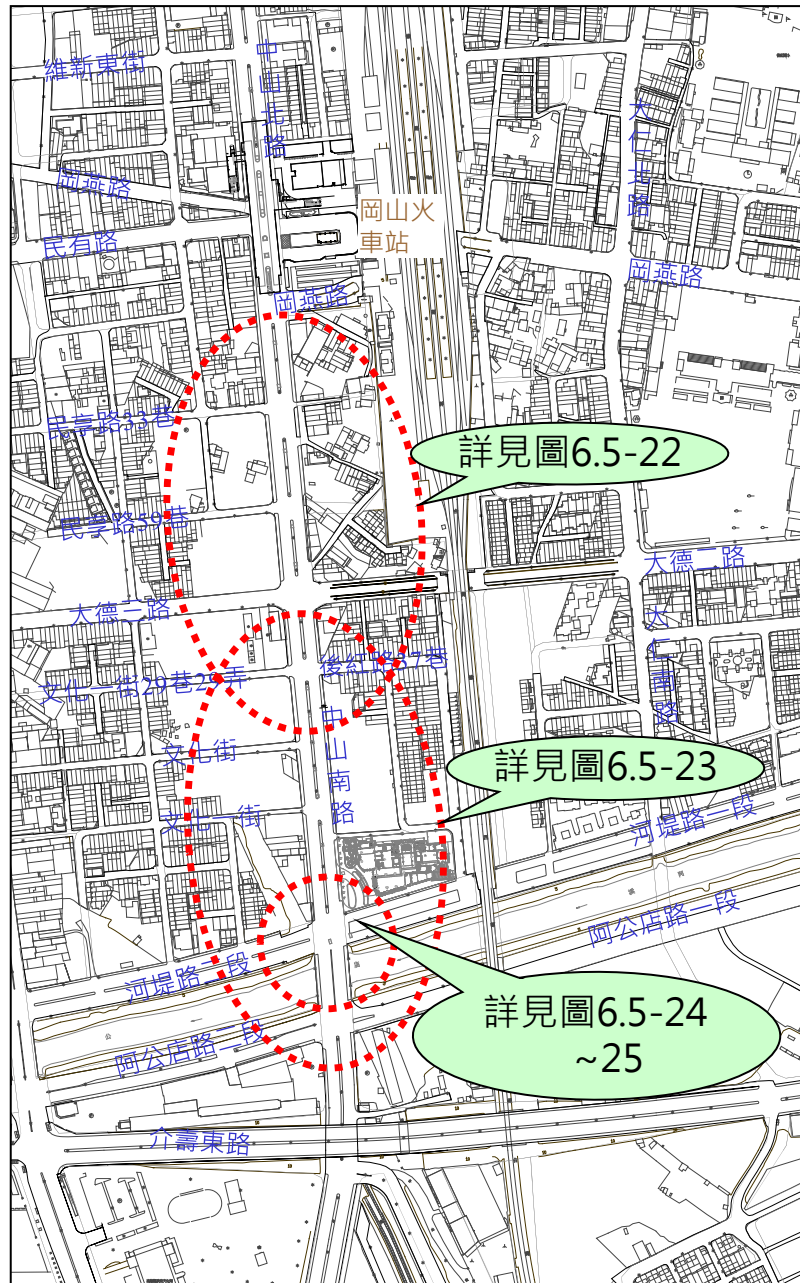 維新東街
中山北路
大仁北路
岡燕路
岡山火
車站
民有路
岡燕路
岡燕路
民享路33巷
詳見圖6.5-22
民享路59巷
大德二路
大德三路
大仁南路
後紅路37巷
文化一街29巷29弄
中山南路
文化街
詳見圖6.5-23
文化一街
河堤路一段
阿公店路一段
河堤路二段
詳見圖6.5-24
~25
阿公店路二段
介壽東路